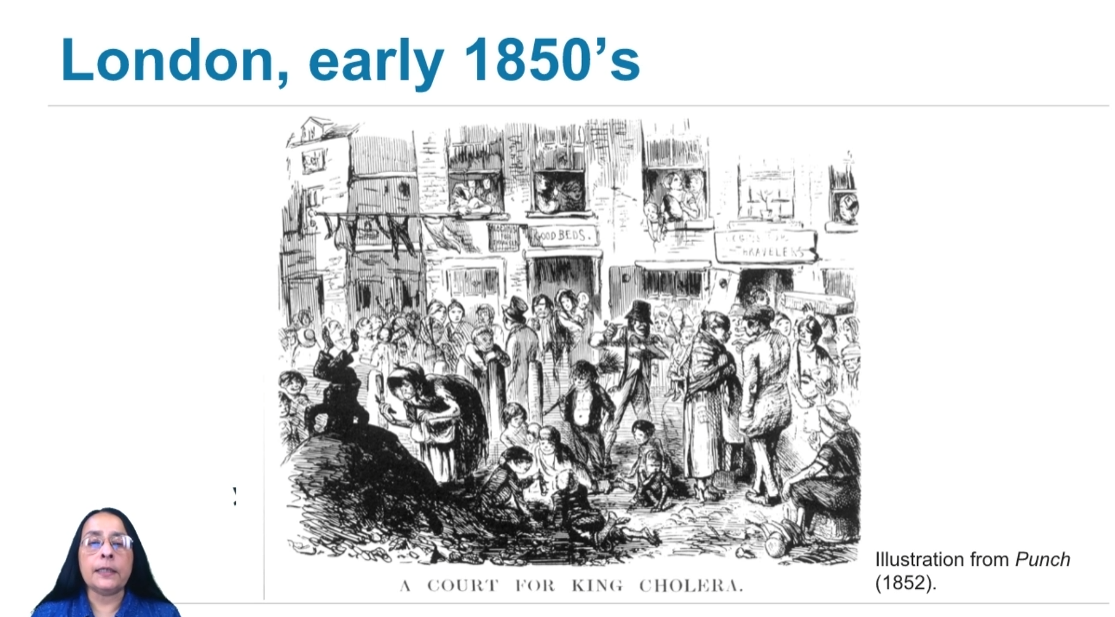 London, early 1850’s
GOOD BEDS.
TRAVELERS
A COURT FOR KING CHOLERA.
Illustration from Punch
(1852).